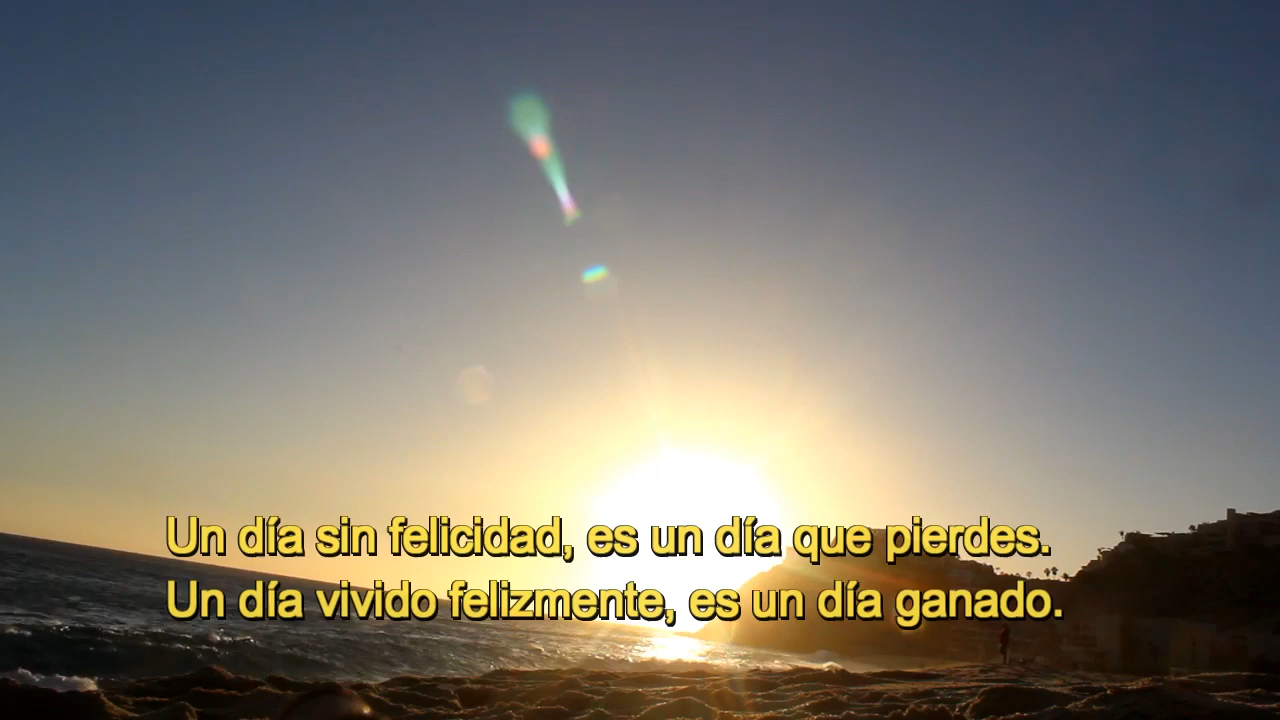 Un día sin felicidad, es un día que pierdes.
Un día vivido felizmente, es un día ganado.